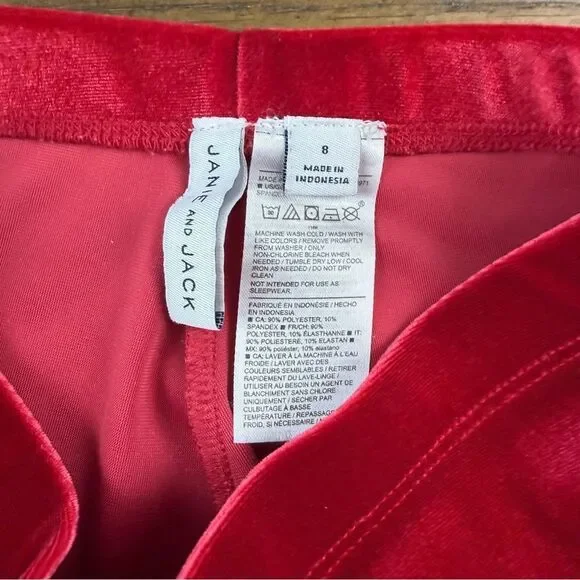 JANIE AND JACK
8
MADE IN
INDONESIA
MACHINE WASH COLD / WASH WITH
LIKE COLORS / REMOVE PROMPTLY
FROM WASHER / ONLY
NON-CHLORINE BLEACH WHEN
NEEDED / TUMBLE DRY LOW / COOL
IRON AS NEEDED / DO NOT DRY
CLEAN
NOT INTENDED FOR USE AS
SLEEPWEAR.
FABRIQUÉ EN INDONÉSIE / HECHO
EN INDONESIA
■ CA: 90% POLYESTER, 10%
SPANDEX ■ FR/CH: 90%
POLYESTER, 10% ÉLASTHANNE ■ IT:
90% POLIESTERE, 10% ELASTAN ■
MX: 90% poliéster, 10% elastano
■ CA: LAVER À LA MACHINE À L'EAU
FROIDE / LAVER AVEC DES
COULEURS SEMBLABLES / RETIRER
RAPIDEMENT DU LAVE-LINGE /
UTILISER AU BESOIN UN AGENT DE
BLANCHIMENT SANS CHLORE
UNIQUEMENT / SÉCHER PAR
CULBUTAGE À BASSE
TEMPÉRATURE / REPASSAGE
FROID, SI NÉCESSAIRE /